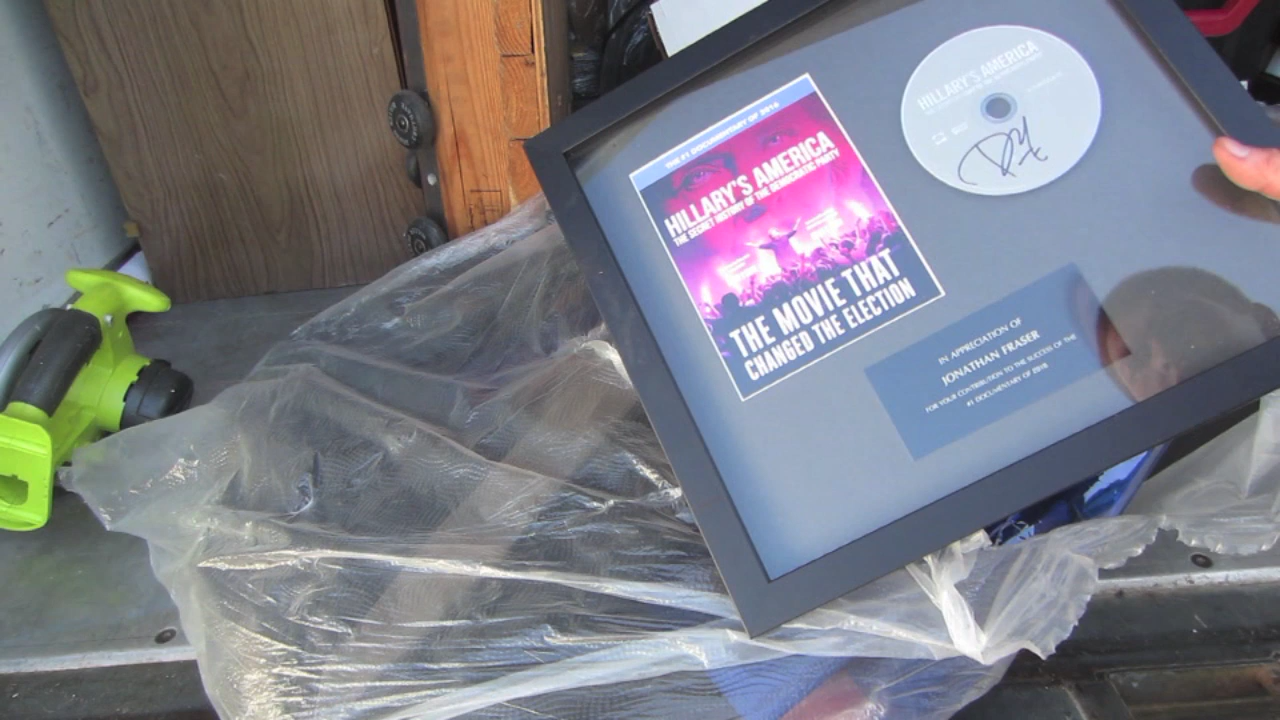 THE #1 DOCUMENTARY OF 2016
HILLARY'S AMERICA
THE SECRET HISTORY OF THE DEMOCRATIC PARTY
THE MOVIE THAT
CHANGED THE ELECTION
HILLARY'S AMERICA
IN APPRECIATION OF
JONATHAN FRASER
FOR YOUR CONTRIBUTION TO THE SUCCESS OF THE
#1 DOCUMENTARY OF 2016